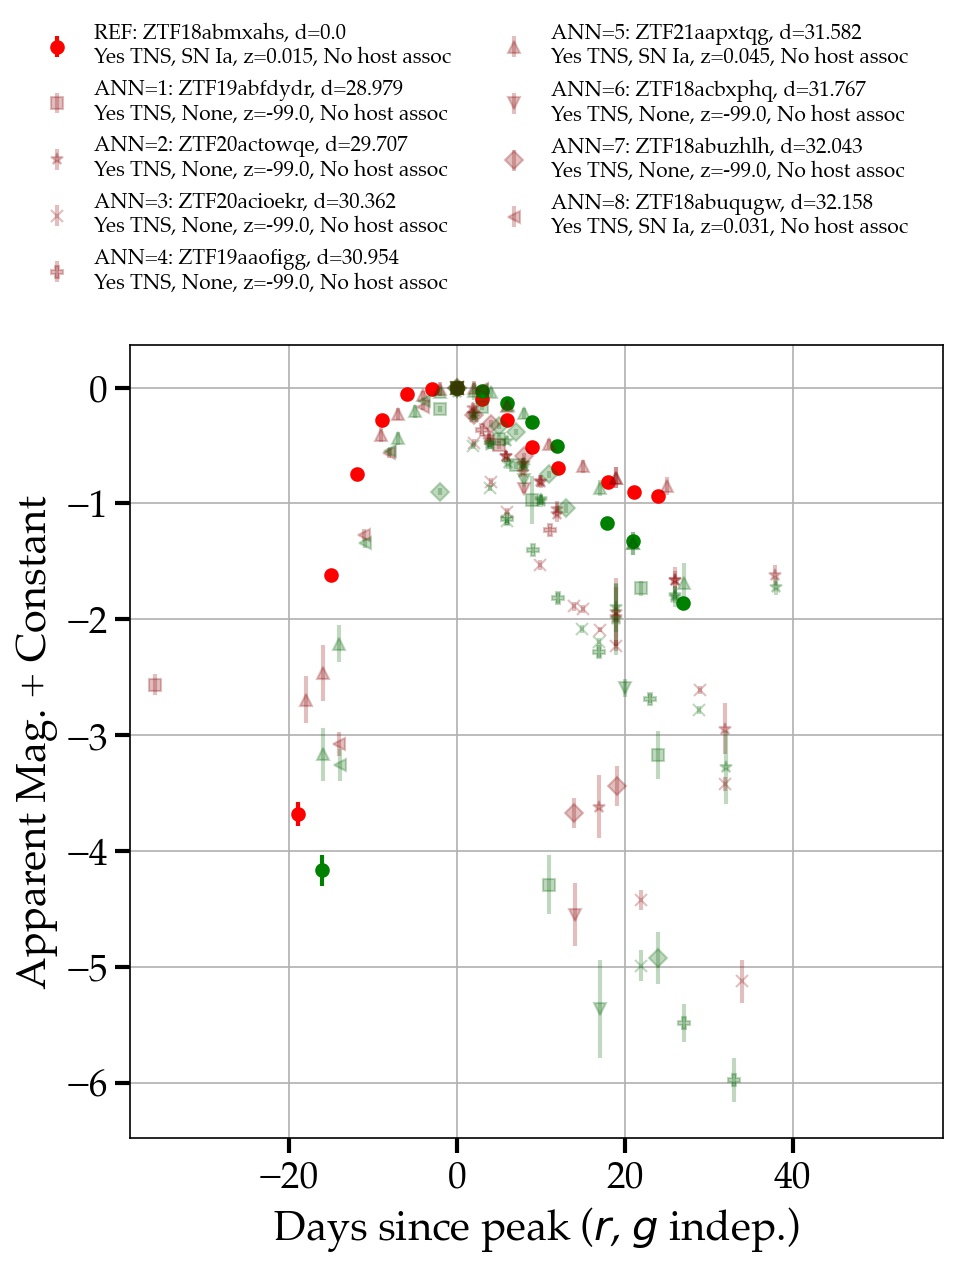 REF: ZTF18abmxahs, d=0.0
Yes TNS, SN Ia, z=0.015, No host assoc
ANN=1: ZTF19abfdydr, d=28.979
Yes TNS, None, z=-99.0, No host assoc
ANN=2: ZTF20actowqe, d=29.707
Yes TNS, None, z=-99.0, No host assoc
ANN=3: ZTF20acioekr, d=30.362
Yes TNS, None, z=-99.0, No host assoc
ANN=4: ZTF19aaofigg, d=30.954
Yes TNS, None, z=-99.0, No host assoc
ANN=5: ZTF21aapxtqg, d=31.582
Yes TNS, SN Ia, z=0.045, No host assoc
ANN=6: ZTF18acbxphq, d=31.767
Yes TNS, None, z=-99.0, No host assoc
ANN=7: ZTF18abuzhlh, d=32.043
Yes TNS, None, z=-99.0, No host assoc
ANN=8: ZTF18abuqugw, d=32.158
Yes TNS, SN Ia, z=0.031, No host assoc
Apparent Mag. + Constant
0
−1
−2
−3
−4
−5
−6
−20
0
20
40
Days since peak (r, g indep.)